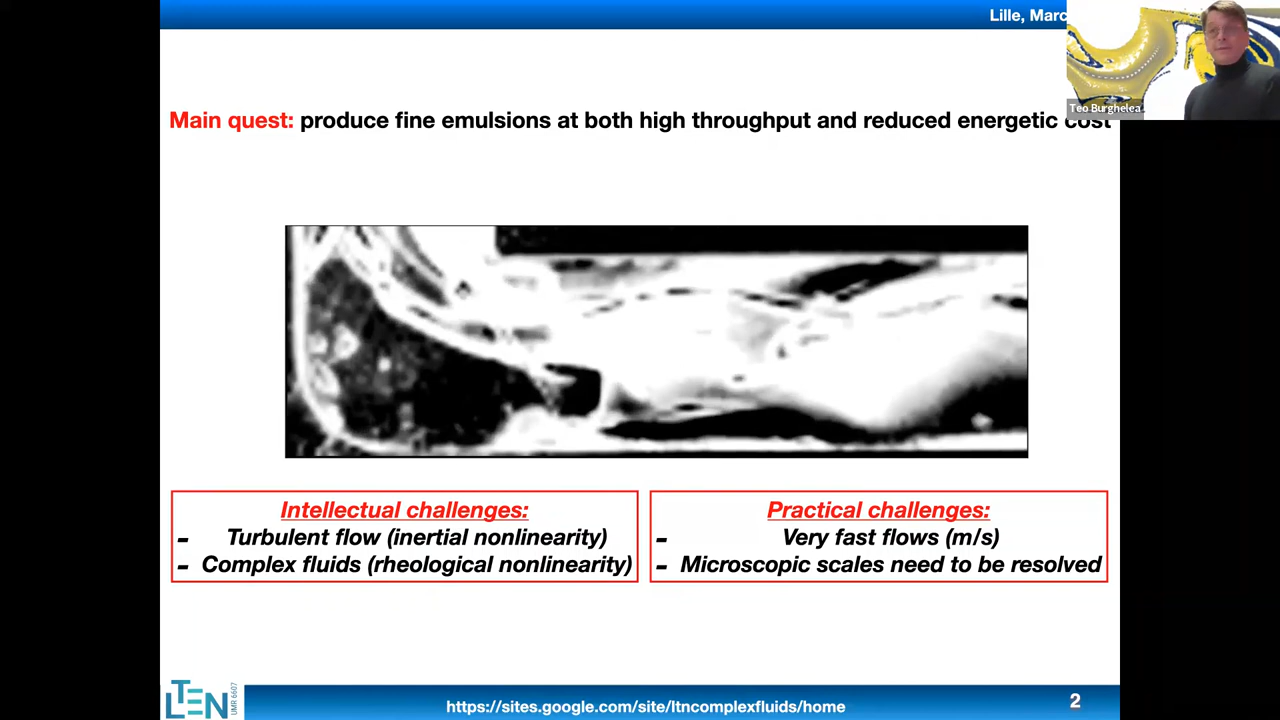 Lille, Marc
Teo Burghelea
Main quest: produce fine emulsions at both high throughput and reduced energetic cost
Intellectual challenges:
- Turbulent flow (inertial nonlinearity)
- Complex fluids (rheological nonlinearity)
Practical challenges:
- Very fast flows (m/s)
- Microscopic scales need to be resolved
LTEN
UMR 6607
https://sites.google.com/site/ltncomplexfluids/home
2